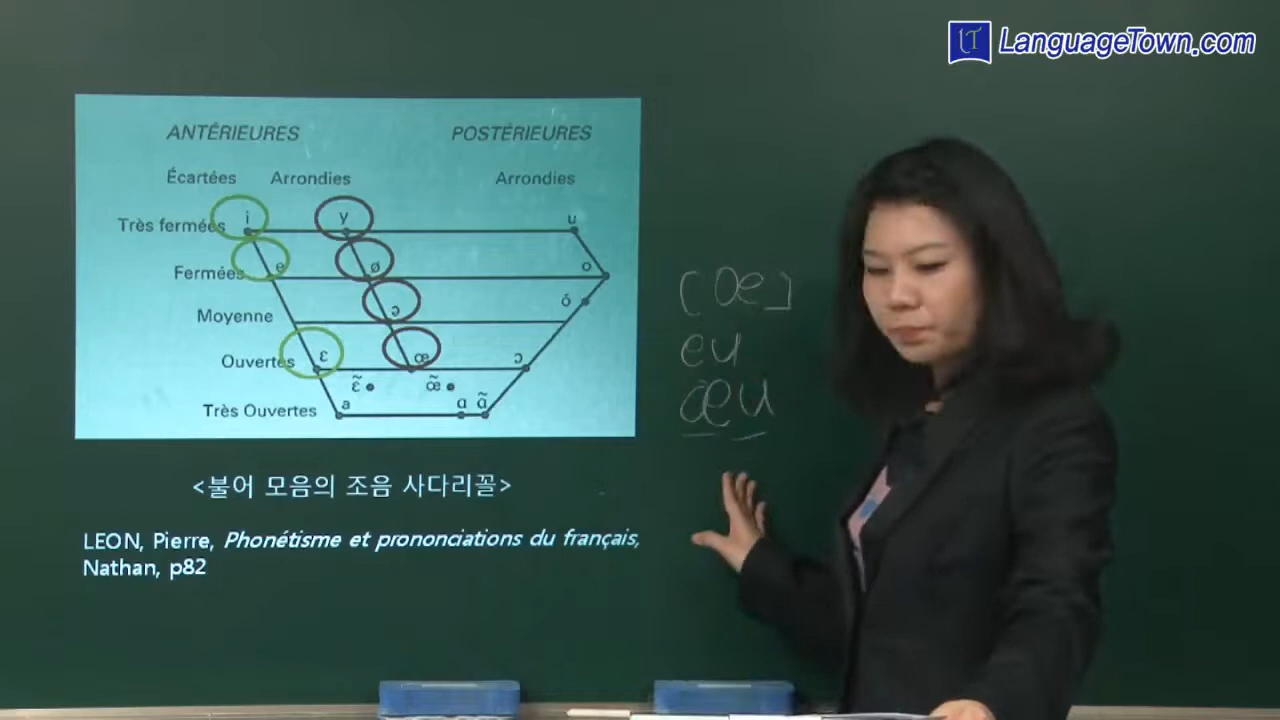 LT LanguageTown.com
ANTÉRIEURES POSTÉRIEURES
Écartées Arrondies Arrondies
Très fermées i y u
Fermées e ø o
Moyenne ɔ ó
Ouvertes ɛ œ ɔ
ɛ̃ œ̃
Très Ouvertes a ɑ ɑ̃
<불어 모음의 조음 사다리꼴>
LEON, Pierre, Phonétisme et prononciations du français,
Nathan, p82
[œ]
eu
œu